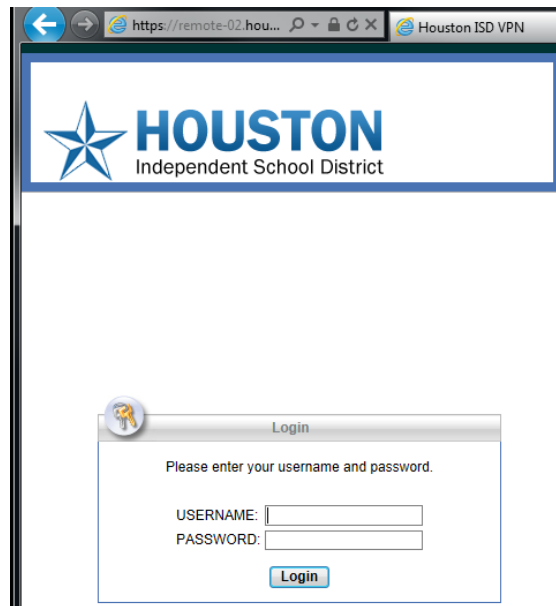 https://remote-02.hou... Houston ISD VPN
HOUSTON
Independent School District
Login
Please enter your username and password.
USERNAME:
PASSWORD:
Login